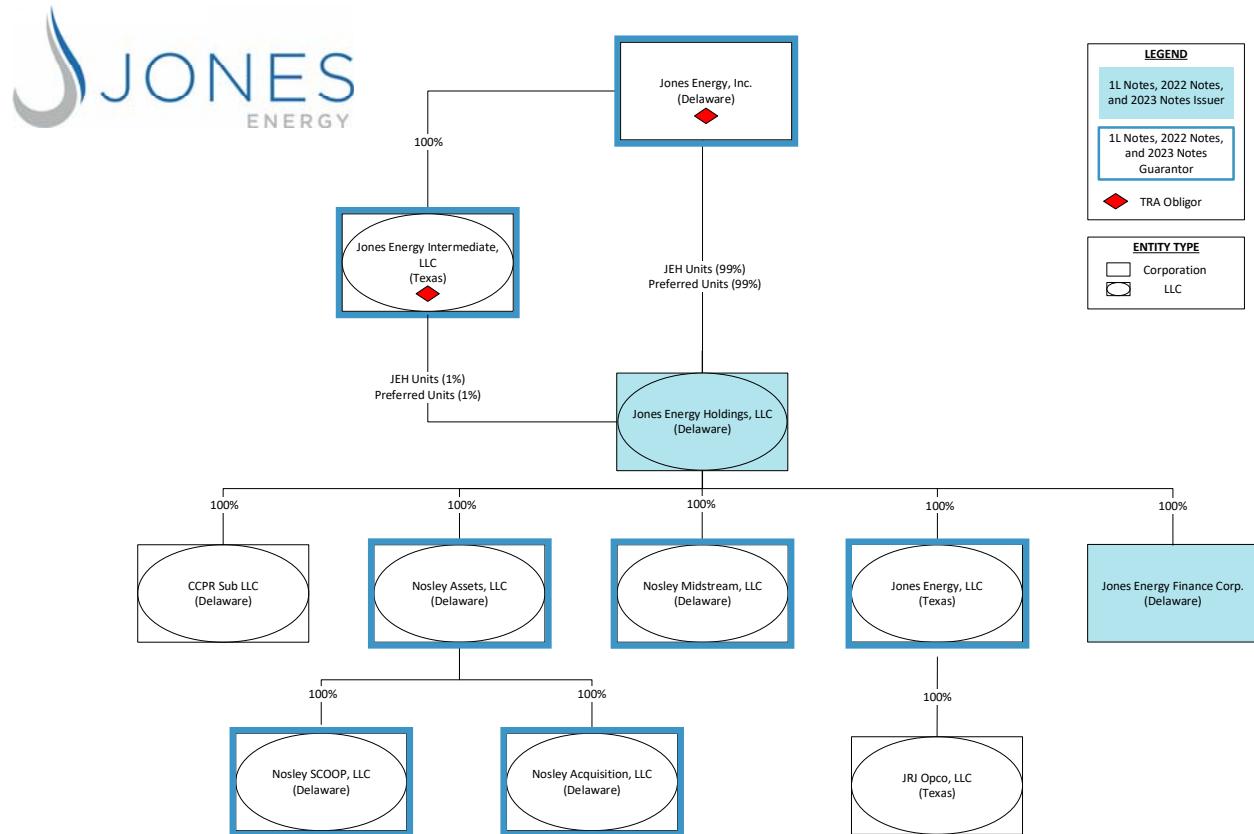 JONES
ENERGY
Jones Energy, Inc.
(Delaware)
LEGEND
1L Notes, 2022 Notes,
and 2023 Notes Issuer
1L Notes, 2022 Notes,
and 2023 Notes
Guarantor
TRA Obligor
ENTITY TYPE
Corporation
LLC
100%
Jones Energy Intermediate,
LLC
(Texas)
JEH Units (99%)
Preferred Units (99%)
JEH Units (1%)
Preferred Units (1%)
Jones Energy Holdings, LLC
(Delaware)
100%
100%
100%
100%
100%
CCPR Sub LLC
(Delaware)
Nosley Assets, LLC
(Delaware)
Nosley Midstream, LLC
(Delaware)
Jones Energy, LLC
(Texas)
Jones Energy Finance Corp.
(Delaware)
100%
100%
100%
Nosley SCOOP, LLC
(Delaware)
Nosley Acquisition, LLC
(Delaware)
JRJ Opco, LLC
(Texas)